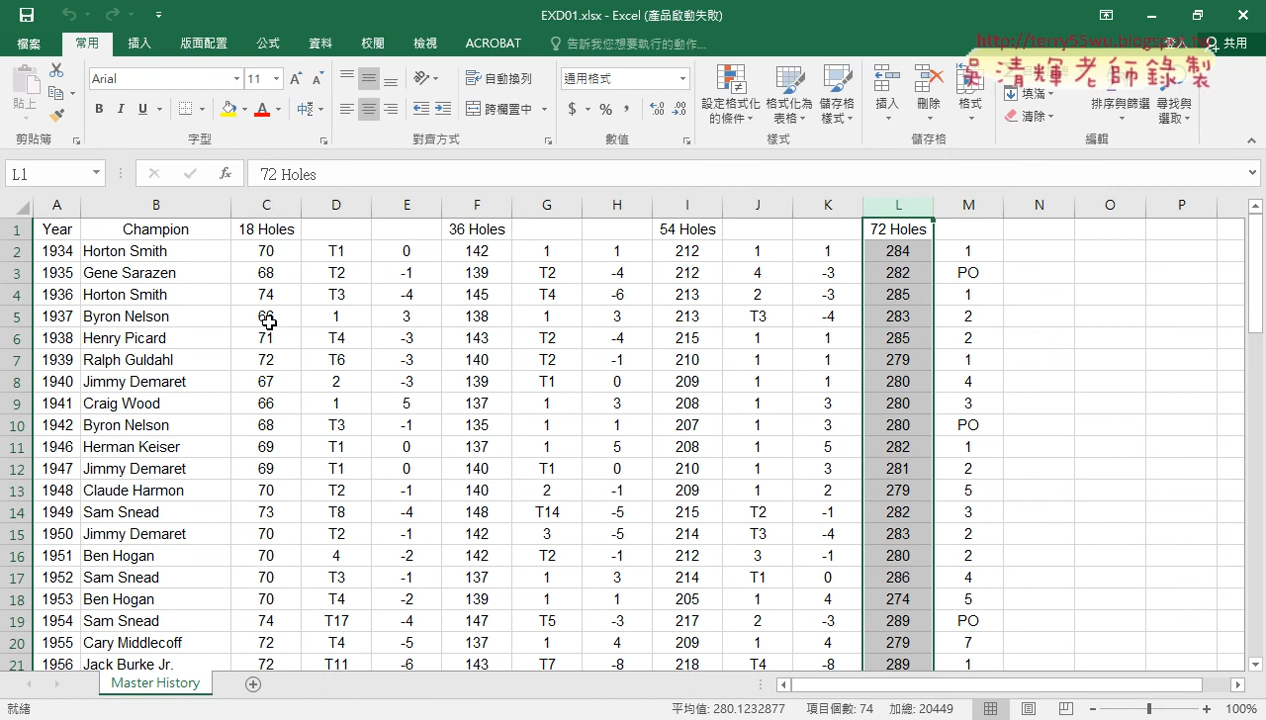 EXD01.xlsx - Excel (產品啟動失敗)
檔案 常用 插入 版面配置 公式 資料 校閱 檢視 ACROBAT 告訴我您想要執行的動作... 登入 共用
http://terry55wu.blogspot.tw
吳清輝老師錄製
貼上 Arial 11 自動換列 通用格式 設定格式化的條件 格式化為表格 儲存格樣式 插入 刪除 格式 填滿 清除 排序與篩選 尋找與選取
B I U 中 跨欄置中 $ % ,
剪貼簿 字型 對齊方式 數值 樣式 儲存格 編輯
L1 fx 72 Holes
A B C D E F G H I J K L M N O P
1 Year Champion 18 Holes 36 Holes 54 Holes 72 Holes
2 1934 Horton Smith 70 T1 0 142 1 1 212 1 1 284 1
3 1935 Gene Sarazen 68 T2 -1 139 T2 -4 212 4 -3 282 PO
4 1936 Horton Smith 74 T3 -4 145 T4 -6 213 2 -3 285 1
5 1937 Byron Nelson 66 1 3 138 1 3 213 T3 -4 283 2
6 1938 Henry Picard 71 T4 -3 143 T2 -4 215 1 1 285 2
7 1939 Ralph Guldahl 72 T6 -3 140 T2 -1 210 1 1 279 1
8 1940 Jimmy Demaret 67 2 -3 139 T1 0 209 1 1 280 4
9 1941 Craig Wood 66 1 5 137 1 3 208 1 3 280 3
10 1942 Byron Nelson 68 T3 -1 135 1 1 207 1 3 280 PO
11 1946 Herman Keiser 69 T1 0 137 1 5 208 1 5 282 1
12 1947 Jimmy Demaret 69 T1 0 140 T1 0 210 1 3 281 2
13 1948 Claude Harmon 70 T2 -1 140 2 -1 209 1 2 279 5
14 1949 Sam Snead 73 T8 -4 148 T14 -5 215 T2 -1 282 3
15 1950 Jimmy Demaret 70 T2 -1 142 3 -5 214 T3 -4 283 2
16 1951 Ben Hogan 70 4 -2 142 T2 -1 212 3 -1 280 2
17 1952 Sam Snead 70 T3 -1 137 1 3 214 T1 0 286 4
18 1953 Ben Hogan 70 T4 -2 139 1 1 205 1 4 274 5
19 1954 Sam Snead 74 T17 -4 147 T5 -3 217 2 -3 289 PO
20 1955 Cary Middlecoff 72 T4 -5 137 1 4 209 1 4 279 7
21 1956 Jack Burke Jr. 72 T11 -6 143 T7 -8 218 T4 -8 289 1
Master History
就緒 平均值: 280.1232877 項目個數: 74 加總: 20449 100%